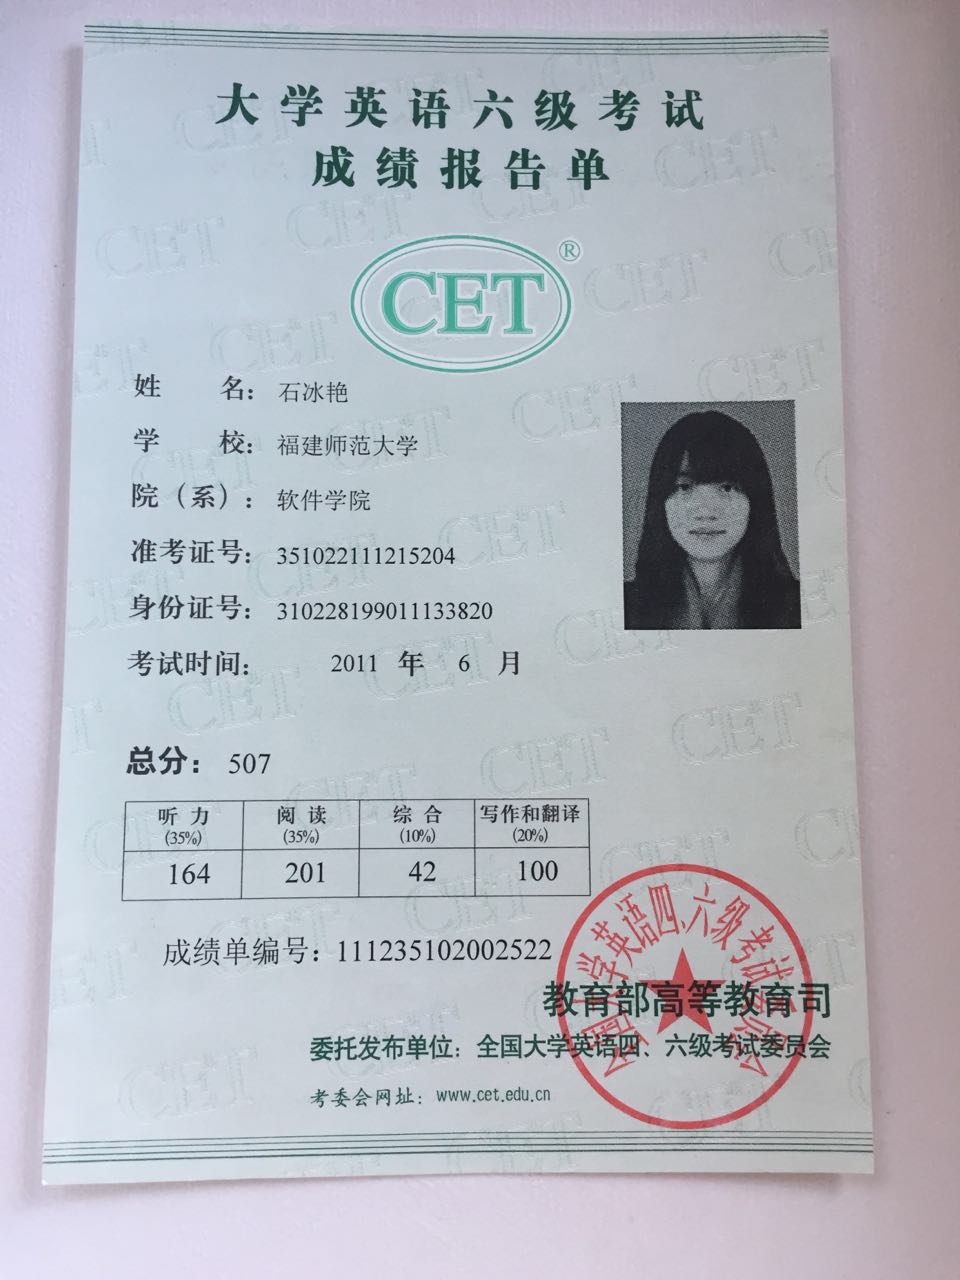 大学英语六级考试
成绩报告单
CET®
姓 名：石冰艳
学 校：福建师范大学
院（系）：软件学院
准考证号：351022111215204
身份证号：310228199011133820
考试时间： 2011 年 6 月
总分：507
听力 阅读 综合 写作和翻译
(35%) (35%) (10%) (20%)
164 201 42 100
成绩单编号：111235102002522
全国大学英语四、六级考试委员会
教育部高等教育司
委托发布单位：全国大学英语四、六级考试委员会
考委会网址：www.cet.edu.cn